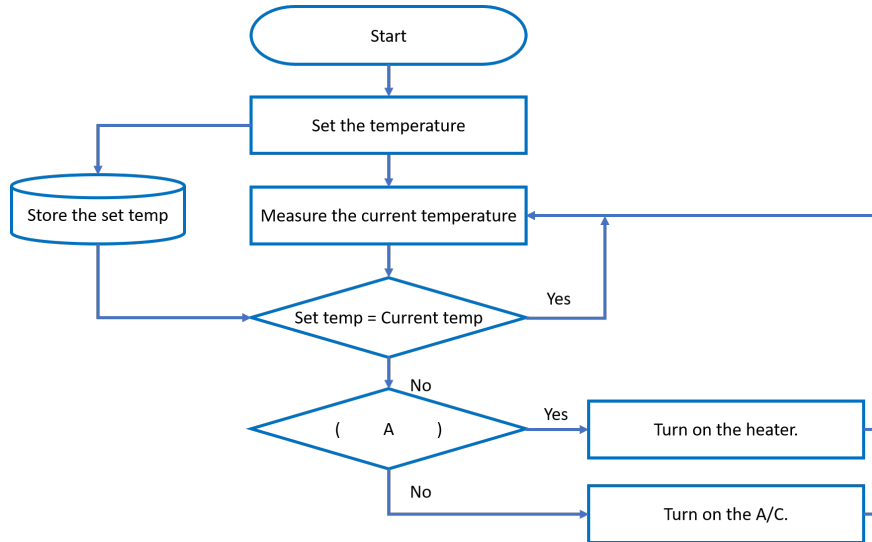 Start
Set the temperature
Store the set temp
Measure the current temperature
Set temp = Current temp
Yes
No
( A )
Yes
Turn on the heater.
No
Turn on the A/C.